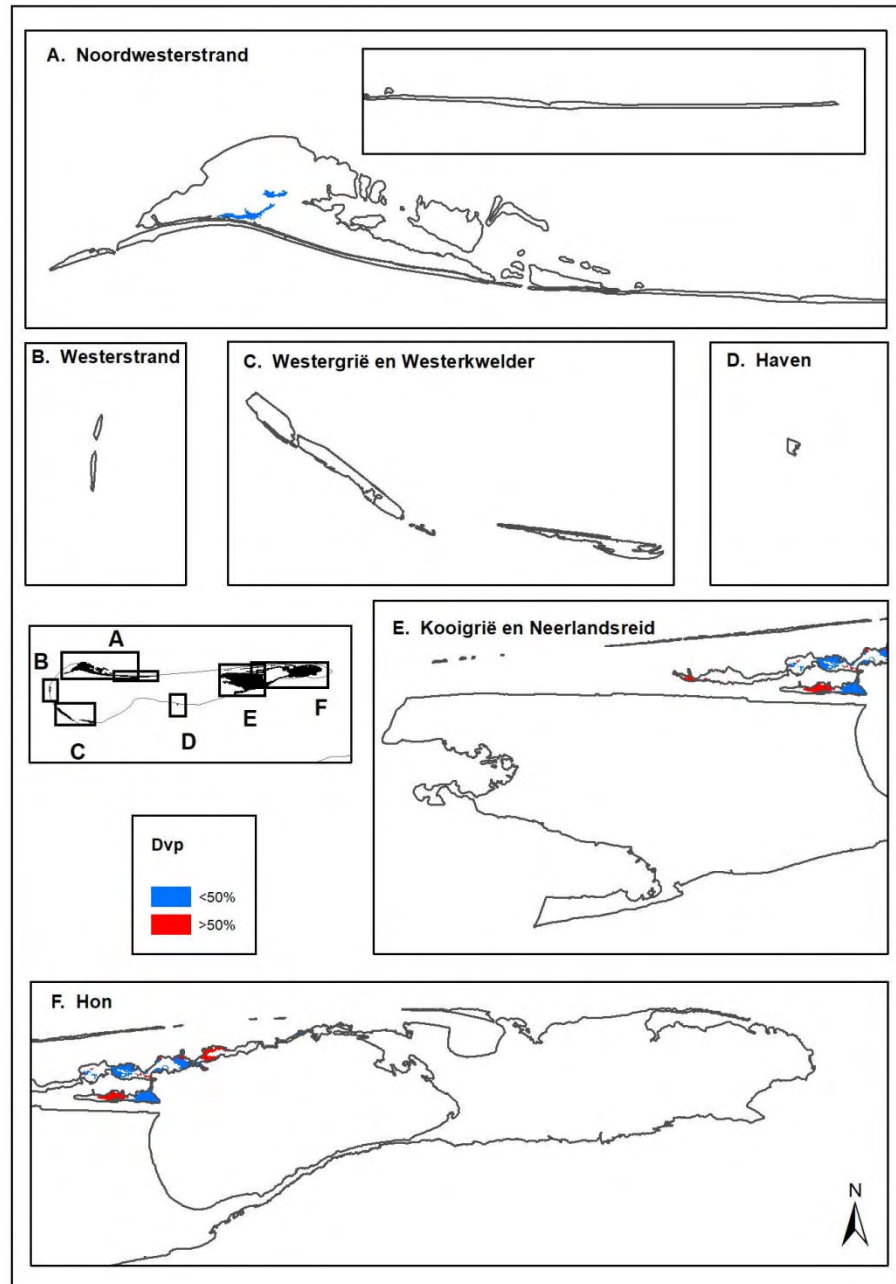 A. Noordwesterstrand
B. Westerstrand
C. Westergrië en Westerkwelder
D. Haven
A
B
C
D
E
F
E. Kooigrië en Neerlandsreid
Dvp
<50%
>50%
F. Hon
N